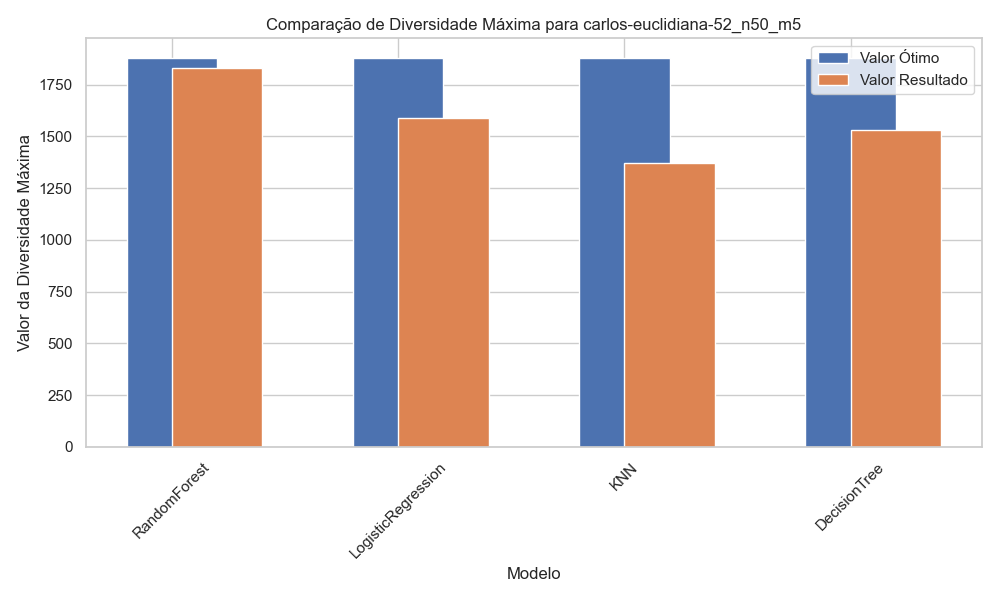 Comparação de Diversidade Máxima para carlos-euclidiana-52_n50_m5
Valor Ótimo
Valor Resultado
Valor da Diversidade Máxima
1750
1500
1250
1000
750
500
250
0
RandomForest
LogisticRegression
KNN
DecisionTree
Modelo